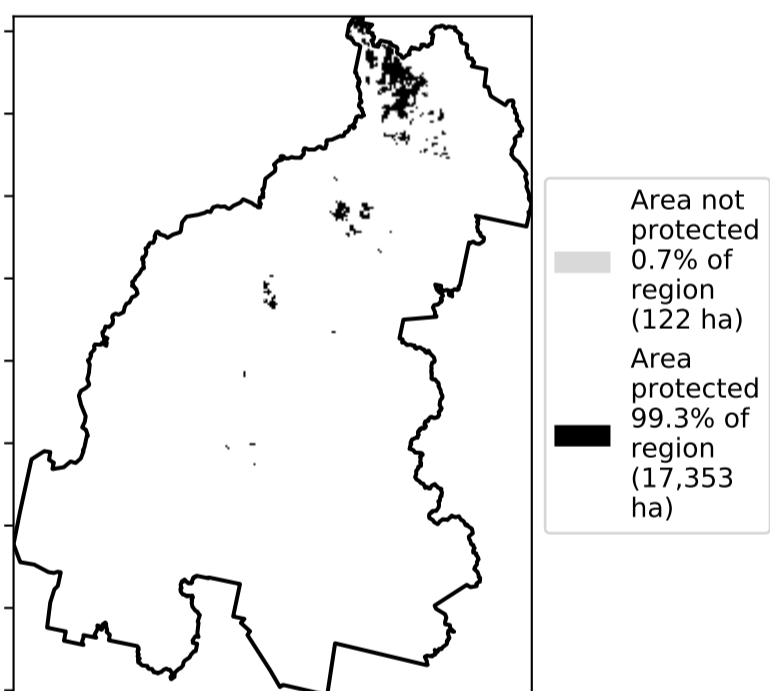 Area not
protected
0.7% of
region
(122 ha)
Area
protected
99.3% of
region
(17,353
ha)